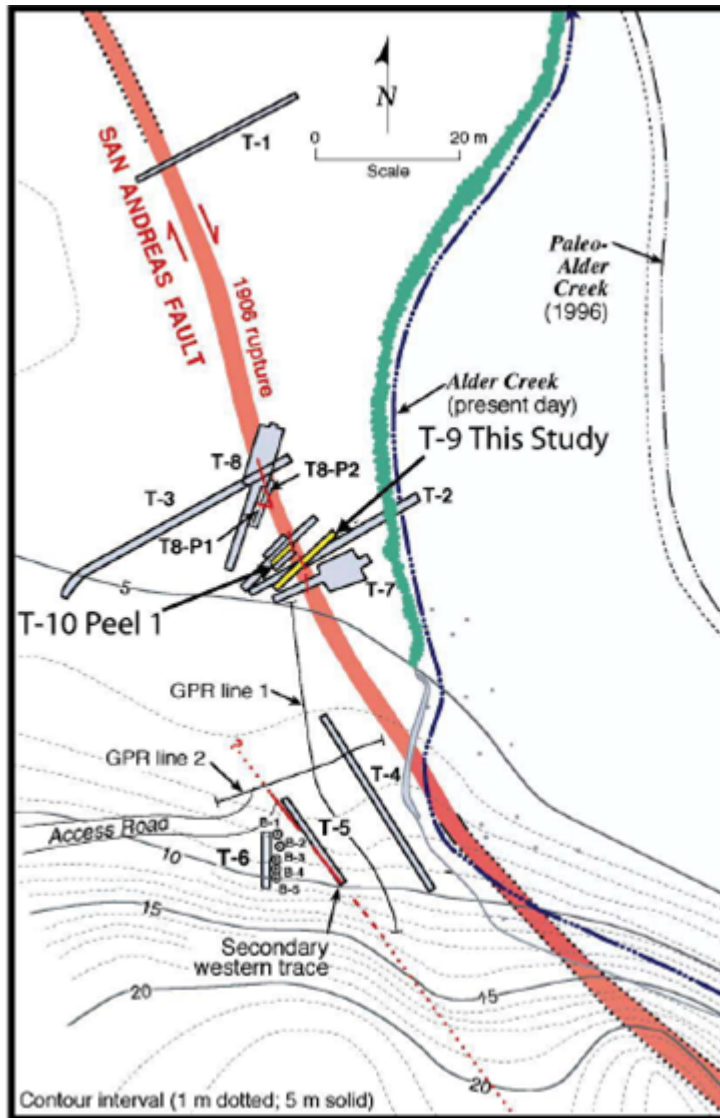 N
0 20 m
Scale
T-1
SAN ANDREAS FAULT
1906 rupture
Paleo-
Alder
Creek
(1996)
Alder Creek
(present day)
T-9 This Study
T-8
T8-P2
T-3
T-2
T8-P1
5
T-7
T-10 Peel 1
GPR line 1
GPR line 2
?
T-4
Access Road
B-1
T-5
B-2
T-6
B-3
B-4
B-5
10
15
Secondary
western trace
20
15
20
Contour interval (1 m dotted; 5 m solid)